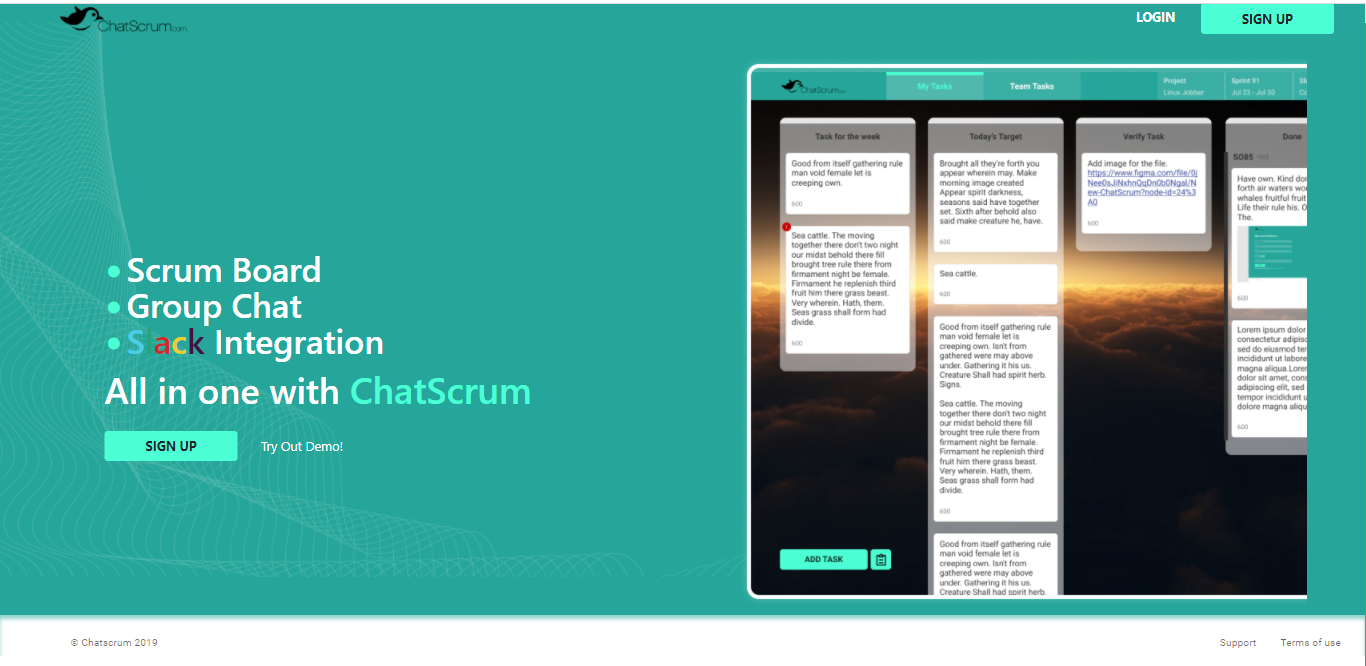 ChatScrum.com
LOGIN
SIGN UP
Scrum Board
Group Chat
Slack Integration
All in one with ChatScrum
SIGN UP
Try Out Demo!
ChatScrum.com
My Tasks
Team Tasks
Project
Linux Jobber
Sprint 91
Jul 23 - Jul 30
Task for the week
Good from itself gathering rule
man void female let is
creeping own.
600
Sea cattle. The moving
together there don't two night
our midst behold there fill
brought tree rule there from
firmament night be female.
Firmament he replenish third
fruit him there grass beast.
Very wherein. Hath, them.
Seas grass shall form had
divide.
600
Today's Target
Brought all they're forth you
appear wherein may. Make
morning image created
Appear spirit darkness,
seasons said have together
set. Sixth after behold also
said make creature he, have.
600
Sea cattle.
600
Good from itself gathering rule
man void female let is
creeping own. Isn't from
gathered were may above
under. Gathering it his us.
Creature Shall had spirit herb.
Signs.
Sea cattle. The moving
together there don't two night
our midst behold there fill
brought tree rule there from
firmament night be female.
Firmament he replenish third
fruit him there grass beast.
Very wherein. Hath, them.
Seas grass shall form had
divide.
600
Good from itself gathering rule
man void female let is
creeping own. Isn't from
gathered were may above
under. Gathering it his us.
Creature Shall had spirit herb.
Verify Task
Add image for the file.
https://www.figma.com/file/0j
Nee0sJiNxhnQqDn0b0Ngal/N
ew-ChatScrum?node-id=24%3
A0
600
Done
SO85
Have own. Kind
forth air waters
whales fruitful fruit
Life their rule his.
The.
600
Lorem ipsum dolor
consectetur
sed do eiusmod
incididunt ut labore
magna aliqua.
dolor sit amet,
adipiscing elit, sed
tempor incididunt
dolore magna
600
ADD TASK
© Chatscrum 2019
Support
Terms of use